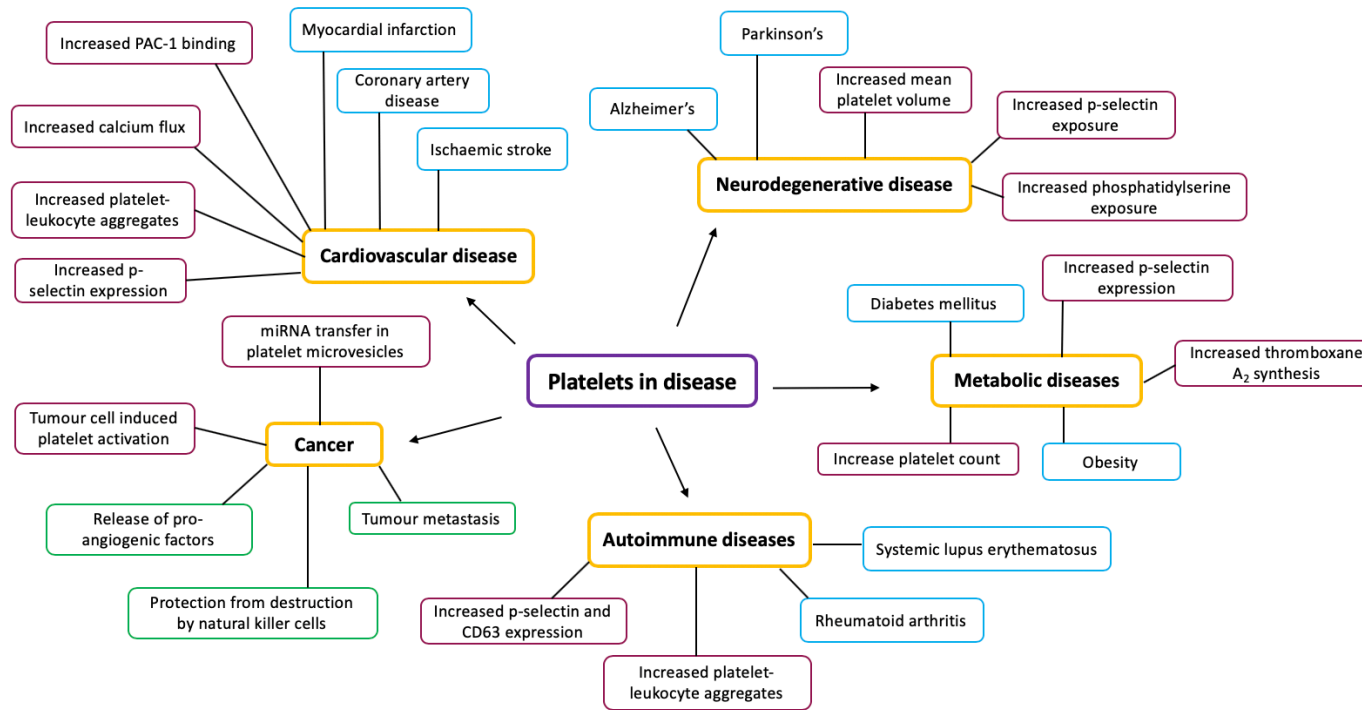 Increased PAC-1 binding
Myocardial infarction
Coronary artery
disease
Ischaemic stroke
Increased calcium flux
Increased platelet-
leukocyte aggregates
Increased p-
selectin expression
Cardiovascular disease
Parkinson's
Alzheimer's
Increased mean
platelet volume
Increased p-selectin
exposure
Increased phosphatidylserine
exposure
Neurodegenerative disease
Platelets in disease
Diabetes mellitus
Increased p-selectin
expression
Increased thromboxane
A₂ synthesis
Metabolic diseases
Increase platelet count
Obesity
miRNA transfer in
platelet microvesicles
Tumour cell induced
platelet activation
Cancer
Release of pro-
angiogenic factors
Tumour metastasis
Protection from destruction
by natural killer cells
Autoimmune diseases
Systemic lupus erythematosus
Increased p-selectin and
CD63 expression
Rheumatoid arthritis
Increased platelet-
leukocyte aggregates